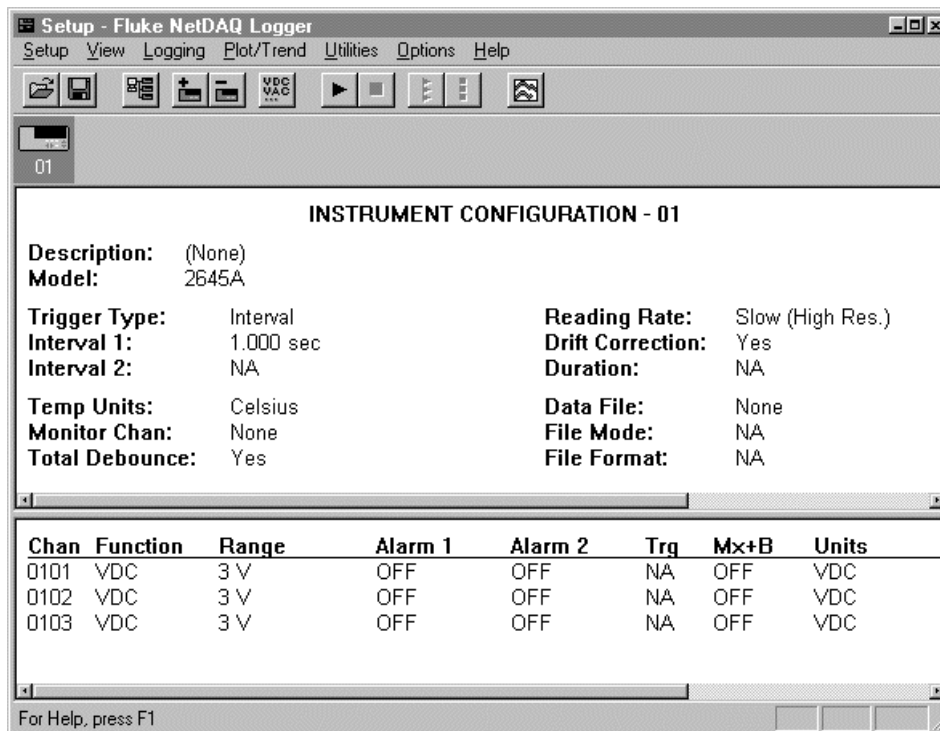 Setup - Fluke NetDAQ Logger
Setup View Logging Plot/Trend Utilities Options Help
VDC
VAC
01
INSTRUMENT CONFIGURATION - 01
Description: (None)
Model: 2645A
Trigger Type: Interval Reading Rate: Slow (High Res.)
Interval 1: 1.000 sec Drift Correction: Yes
Interval 2: NA Duration: NA
Temp Units: Celsius Data File: None
Monitor Chan: None File Mode: NA
Total Debounce: Yes File Format: NA
Chan Function Range Alarm 1 Alarm 2 Trg Mx+B Units
0101 VDC 3 V OFF OFF NA OFF VDC
0102 VDC 3 V OFF OFF NA OFF VDC
0103 VDC 3 V OFF OFF NA OFF VDC
For Help, press F1